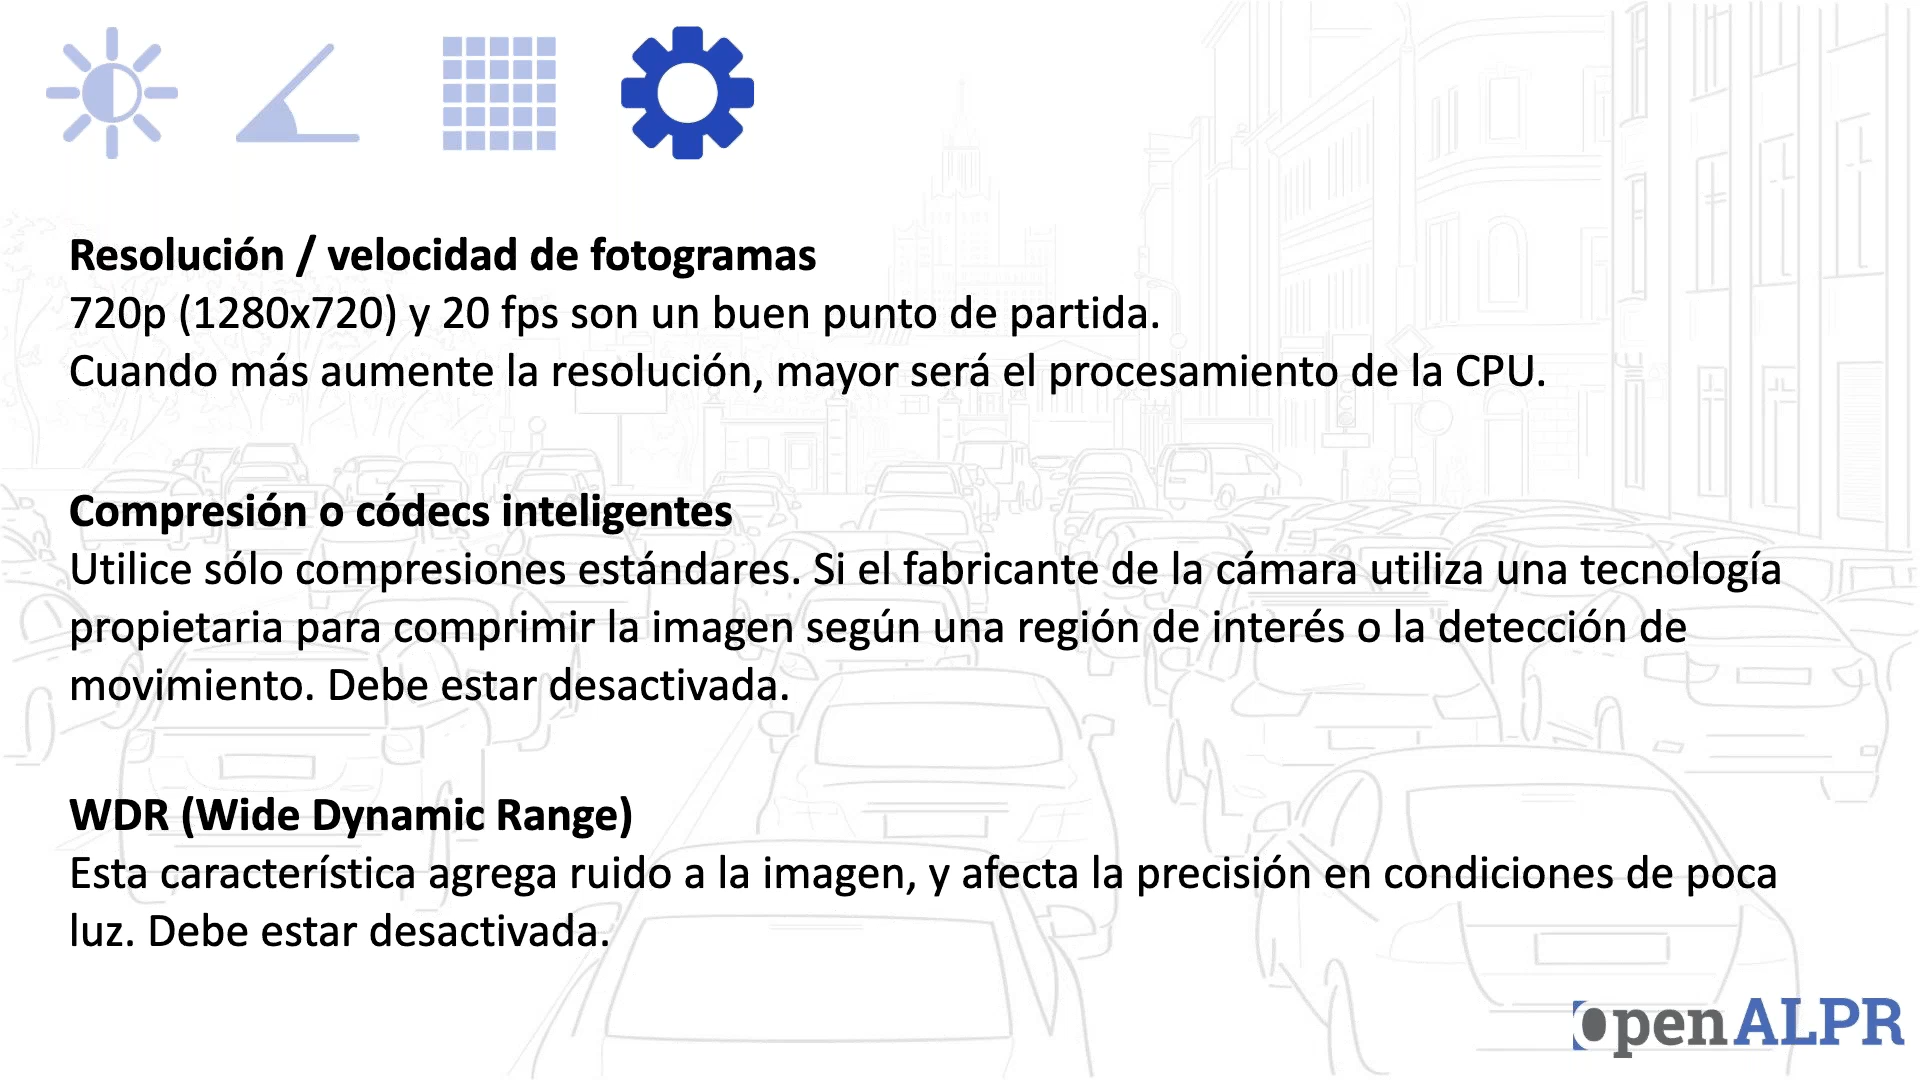 Resolución / velocidad de fotogramas
720p (1280x720) y 20 fps son un buen punto de partida.
Cuando más aumente la resolución, mayor será el procesamiento de la CPU.
Compresión o códecs inteligentes
Utilice sólo compresiones estándares. Si el fabricante de la cámara utiliza una tecnología
propietaria para comprimir la imagen según una región de interés o la detección de
movimiento. Debe estar desactivada.
WDR (Wide Dynamic Range)
Esta característica agrega ruido a la imagen, y afecta la precisión en condiciones de poca
luz. Debe estar desactivada.
openALPR